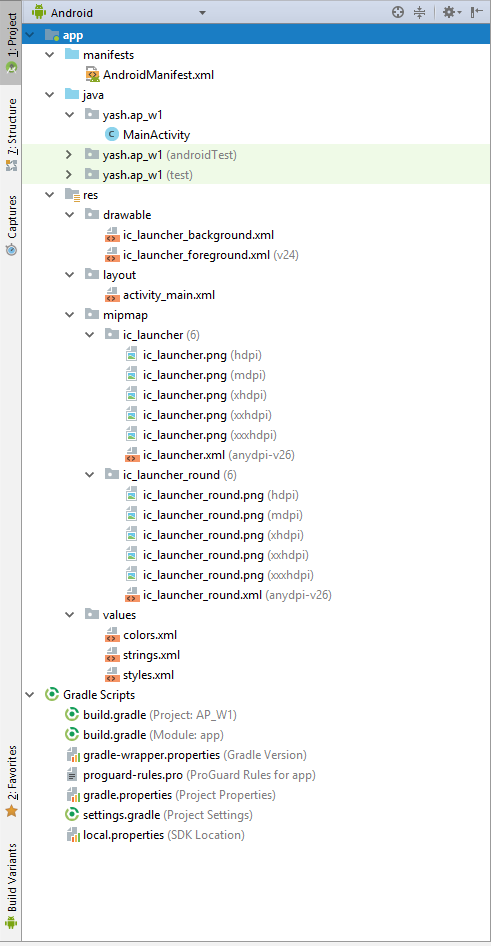 Android
1: Project
7: Structure
Captures
2: Favorites
Build Variants
app
manifests
AndroidManifest.xml
java
yash.ap_w1
C MainActivity
yash.ap_w1 (androidTest)
yash.ap_w1 (test)
res
drawable
ic_launcher_background.xml
ic_launcher_foreground.xml (v24)
layout
activity_main.xml
mipmap
ic_launcher (6)
ic_launcher.png (hdpi)
ic_launcher.png (mdpi)
ic_launcher.png (xhdpi)
ic_launcher.png (xxhdpi)
ic_launcher.png (xxxhdpi)
ic_launcher.xml (anydpi-v26)
ic_launcher_round (6)
ic_launcher_round.png (hdpi)
ic_launcher_round.png (mdpi)
ic_launcher_round.png (xhdpi)
ic_launcher_round.png (xxhdpi)
ic_launcher_round.png (xxxhdpi)
ic_launcher_round.xml (anydpi-v26)
values
colors.xml
strings.xml
styles.xml
Gradle Scripts
build.gradle (Project: AP_W1)
build.gradle (Module: app)
gradle-wrapper.properties (Gradle Version)
proguard-rules.pro (ProGuard Rules for app)
gradle.properties (Project Properties)
settings.gradle (Project Settings)
local.properties (SDK Location)